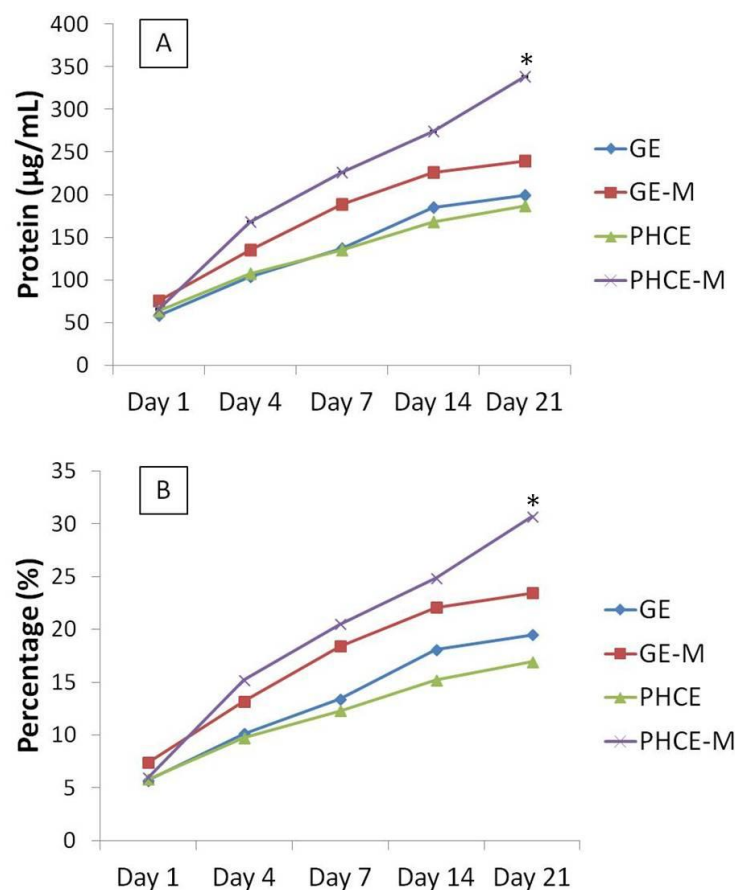 A
*
Protein (µg/mL)
400
350
300
250
200
150
100
50
0
Day 1 Day 4 Day 7 Day 14 Day 21
GE
GE-M
PHCE
PHCE-M
B
*
Percentage (%)
35
30
25
20
15
10
5
0
Day 1 Day 4 Day 7 Day 14 Day 21
GE
GE-M
PHCE
PHCE-M